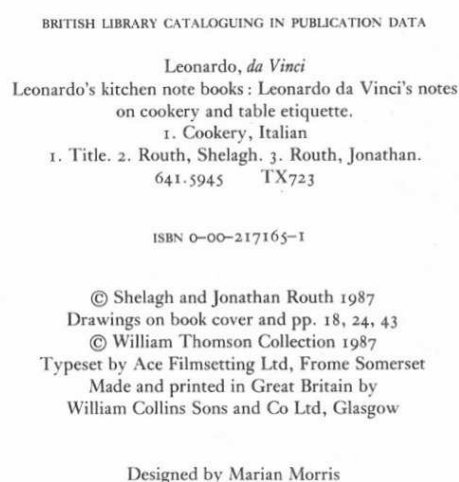 BRITISH LIBRARY CATALOGUING IN PUBLICATION DATA
Leonardo, da Vinci
Leonardo's kitchen note books : Leonardo da Vinci's notes
on cookery and table etiquette.
1. Cookery, Italian
1. Title. 2. Routh, Shelagh. 3. Routh, Jonathan.
641.5945 TX723
ISBN 0-00-217165-1
© Shelagh and Jonathan Routh 1987
Drawings on book cover and pp. 18, 24, 43
© William Thomson Collection 1987
Typeset by Ace Filmsetting Ltd, Frome Somerset
Made and printed in Great Britain by
William Collins Sons and Co Ltd, Glasgow
Designed by Marian Morris